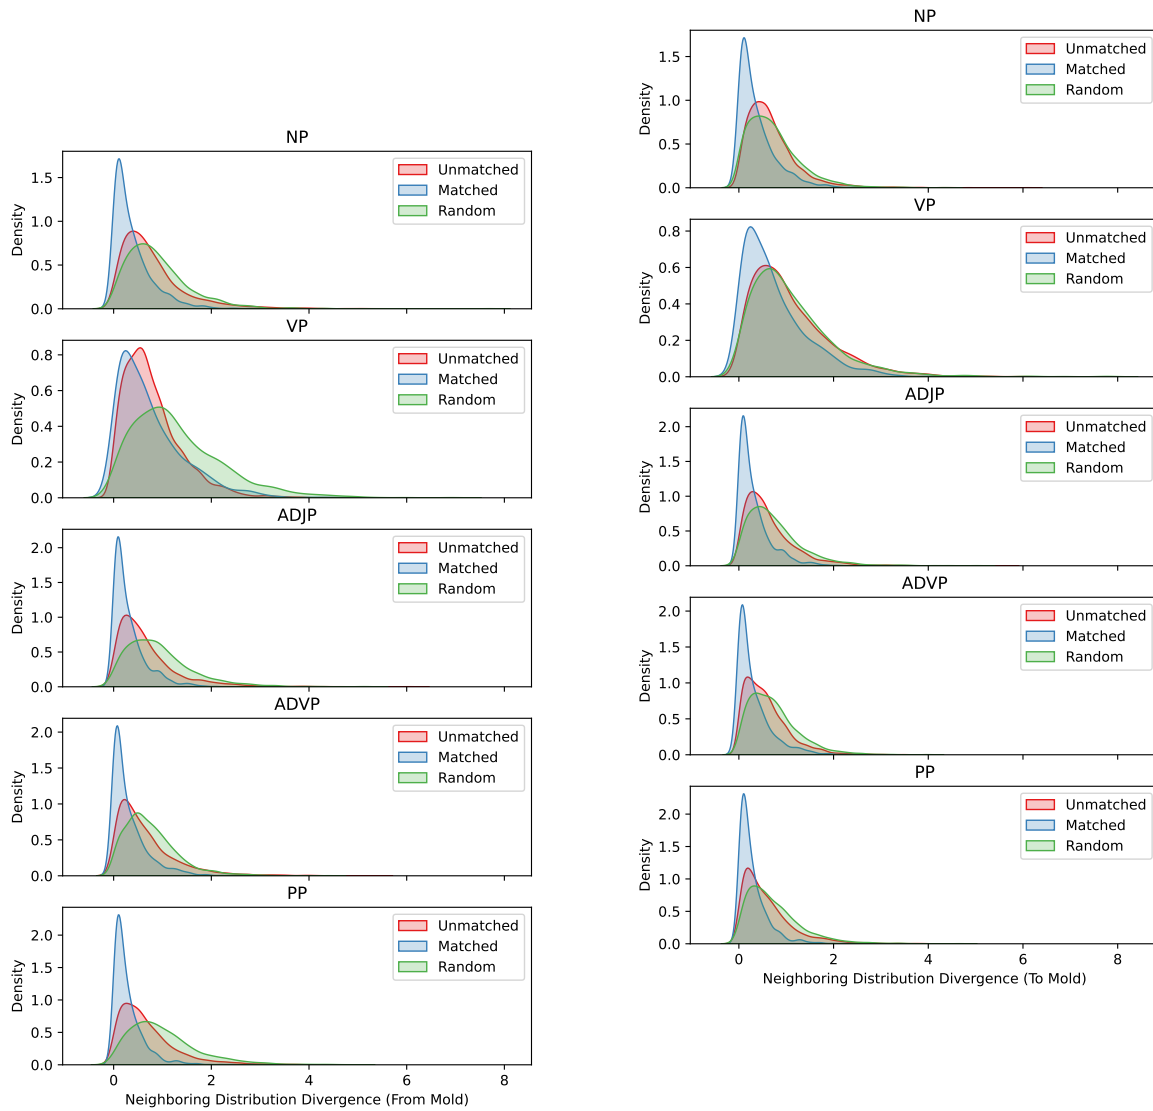 NP
1.5
1.0
0.5
0.0
Density
Unmatched
Matched
Random
VP
0.8
0.6
0.4
0.2
0.0
Density
Unmatched
Matched
Random
ADJP
2.0
1.5
1.0
0.5
0.0
Density
Unmatched
Matched
Random
ADVP
2.0
1.5
1.0
0.5
0.0
Density
Unmatched
Matched
Random
PP
2.0
1.5
1.0
0.5
0.0
Density
Unmatched
Matched
Random
0 2 4 6 8
Neighboring Distribution Divergence (From Mold)
NP
1.5
1.0
0.5
0.0
Density
Unmatched
Matched
Random
VP
0.8
0.6
0.4
0.2
0.0
Density
Unmatched
Matched
Random
ADJP
2.0
1.5
1.0
0.5
0.0
Density
Unmatched
Matched
Random
ADVP
2.0
1.5
1.0
0.5
0.0
Density
Unmatched
Matched
Random
PP
2.0
1.5
1.0
0.5
0.0
Density
Unmatched
Matched
Random
0 2 4 6 8
Neighboring Distribution Divergence (To Mold)